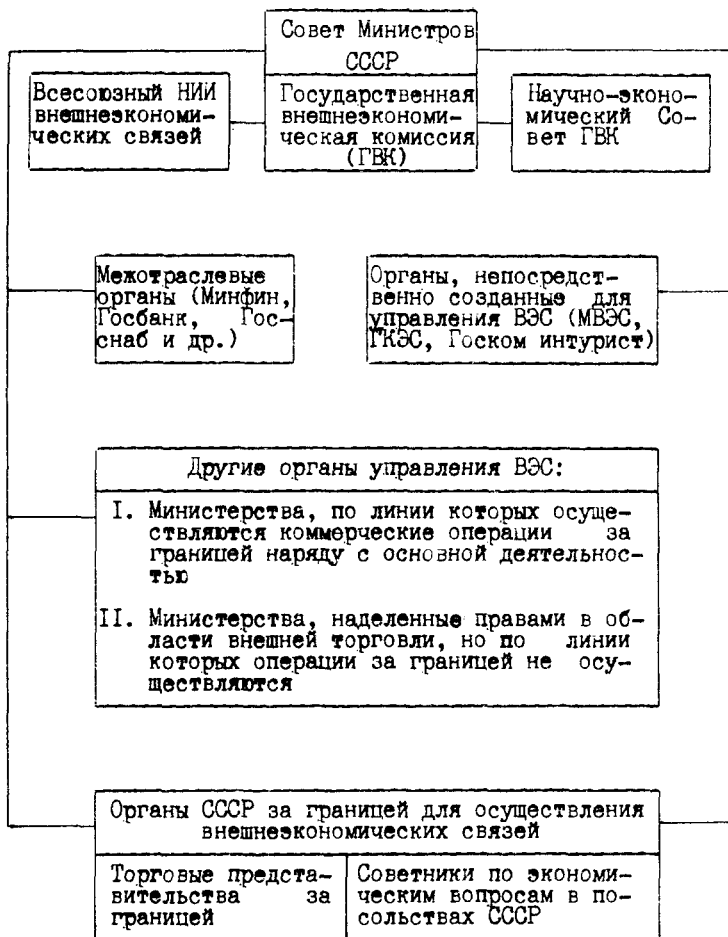 Совет Министров
СССР
Всесоюзный НИИ
внешнеэкономи-
ческих связей
Государственная
внешнеэкономи-
ческая комиссия
(ГВК)
Научно-эконо-
мический Со-
вет ГВК
Межотраслевые
органы (Минфин,
Госбанк, Гос-
снаб и др.)
Органы, непосредст-
венно созданные для
управления ВЭС (МВЭС,
ГКЭС, Госком интурист)
Другие органы управления ВЭС:
I. Министерства, по линии которых осуще-
ствляются коммерческие операции за
границей наряду с основной деятельнос-
тью
II. Министерства, наделенные правами в об-
ласти внешней торговли, но по линии
которых операции за границей не осу-
ществляются
Органы СССР за границей для осуществления
внешнеэкономических связей
Торговые предста-
вительства за
границей
Советники по экономи-
ческим вопросам в по-
сольствах СССР